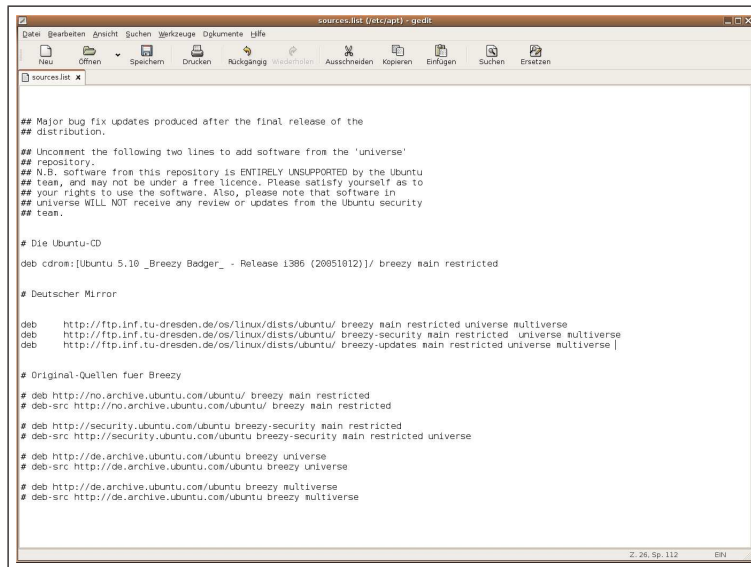 sources.list (/etc/apt) - gedit
Datei Bearbeiten Ansicht Suchen Werkzeuge Dokumente Hilfe
Neu Öffnen Speichern Drucken Rückgängig Wiederholen Ausschneiden Kopieren Einfügen Suchen Ersetzen
sources.list x
## Major bug fix updates produced after the final release of the
## distribution.
## Uncomment the following two lines to add software from the 'universe'
## repository.
## N.B. software from this repository is ENTIRELY UNSUPPORTED by the Ubuntu
## team, and may not be under a free licence. Please satisfy yourself as to
## your rights to use the software. Also, please note that software in
## universe WILL NOT receive any review or updates from the Ubuntu security
## team.
# Die Ubuntu-CD
deb cdrom:[Ubuntu 5.10 _Breezy Badger_ - Release i386 (20051012)]/ breezy main restricted
# Deutscher Mirror
deb http://ftp.inf.tu-dresden.de/os/linux/dists/ubuntu/ breezy main restricted universe multiverse
deb http://ftp.inf.tu-dresden.de/os/linux/dists/ubuntu/ breezy-security main restricted universe multiverse
deb http://ftp.inf.tu-dresden.de/os/linux/dists/ubuntu/ breezy-updates main restricted universe multiverse
# Original-Quellen fuer Breezy
# deb http://no.archive.ubuntu.com/ubuntu/ breezy main restricted
# deb-src http://no.archive.ubuntu.com/ubuntu/ breezy main restricted
# deb http://security.ubuntu.com/ubuntu breezy-security main restricted
# deb-src http://security.ubuntu.com/ubuntu breezy-security main restricted universe
# deb http://de.archive.ubuntu.com/ubuntu breezy universe
# deb-src http://de.archive.ubuntu.com/ubuntu breezy universe
# deb http://de.archive.ubuntu.com/ubuntu breezy multiverse
# deb-src http://de.archive.ubuntu.com/ubuntu breezy multiverse
Z. 26, Sp. 112 EIN